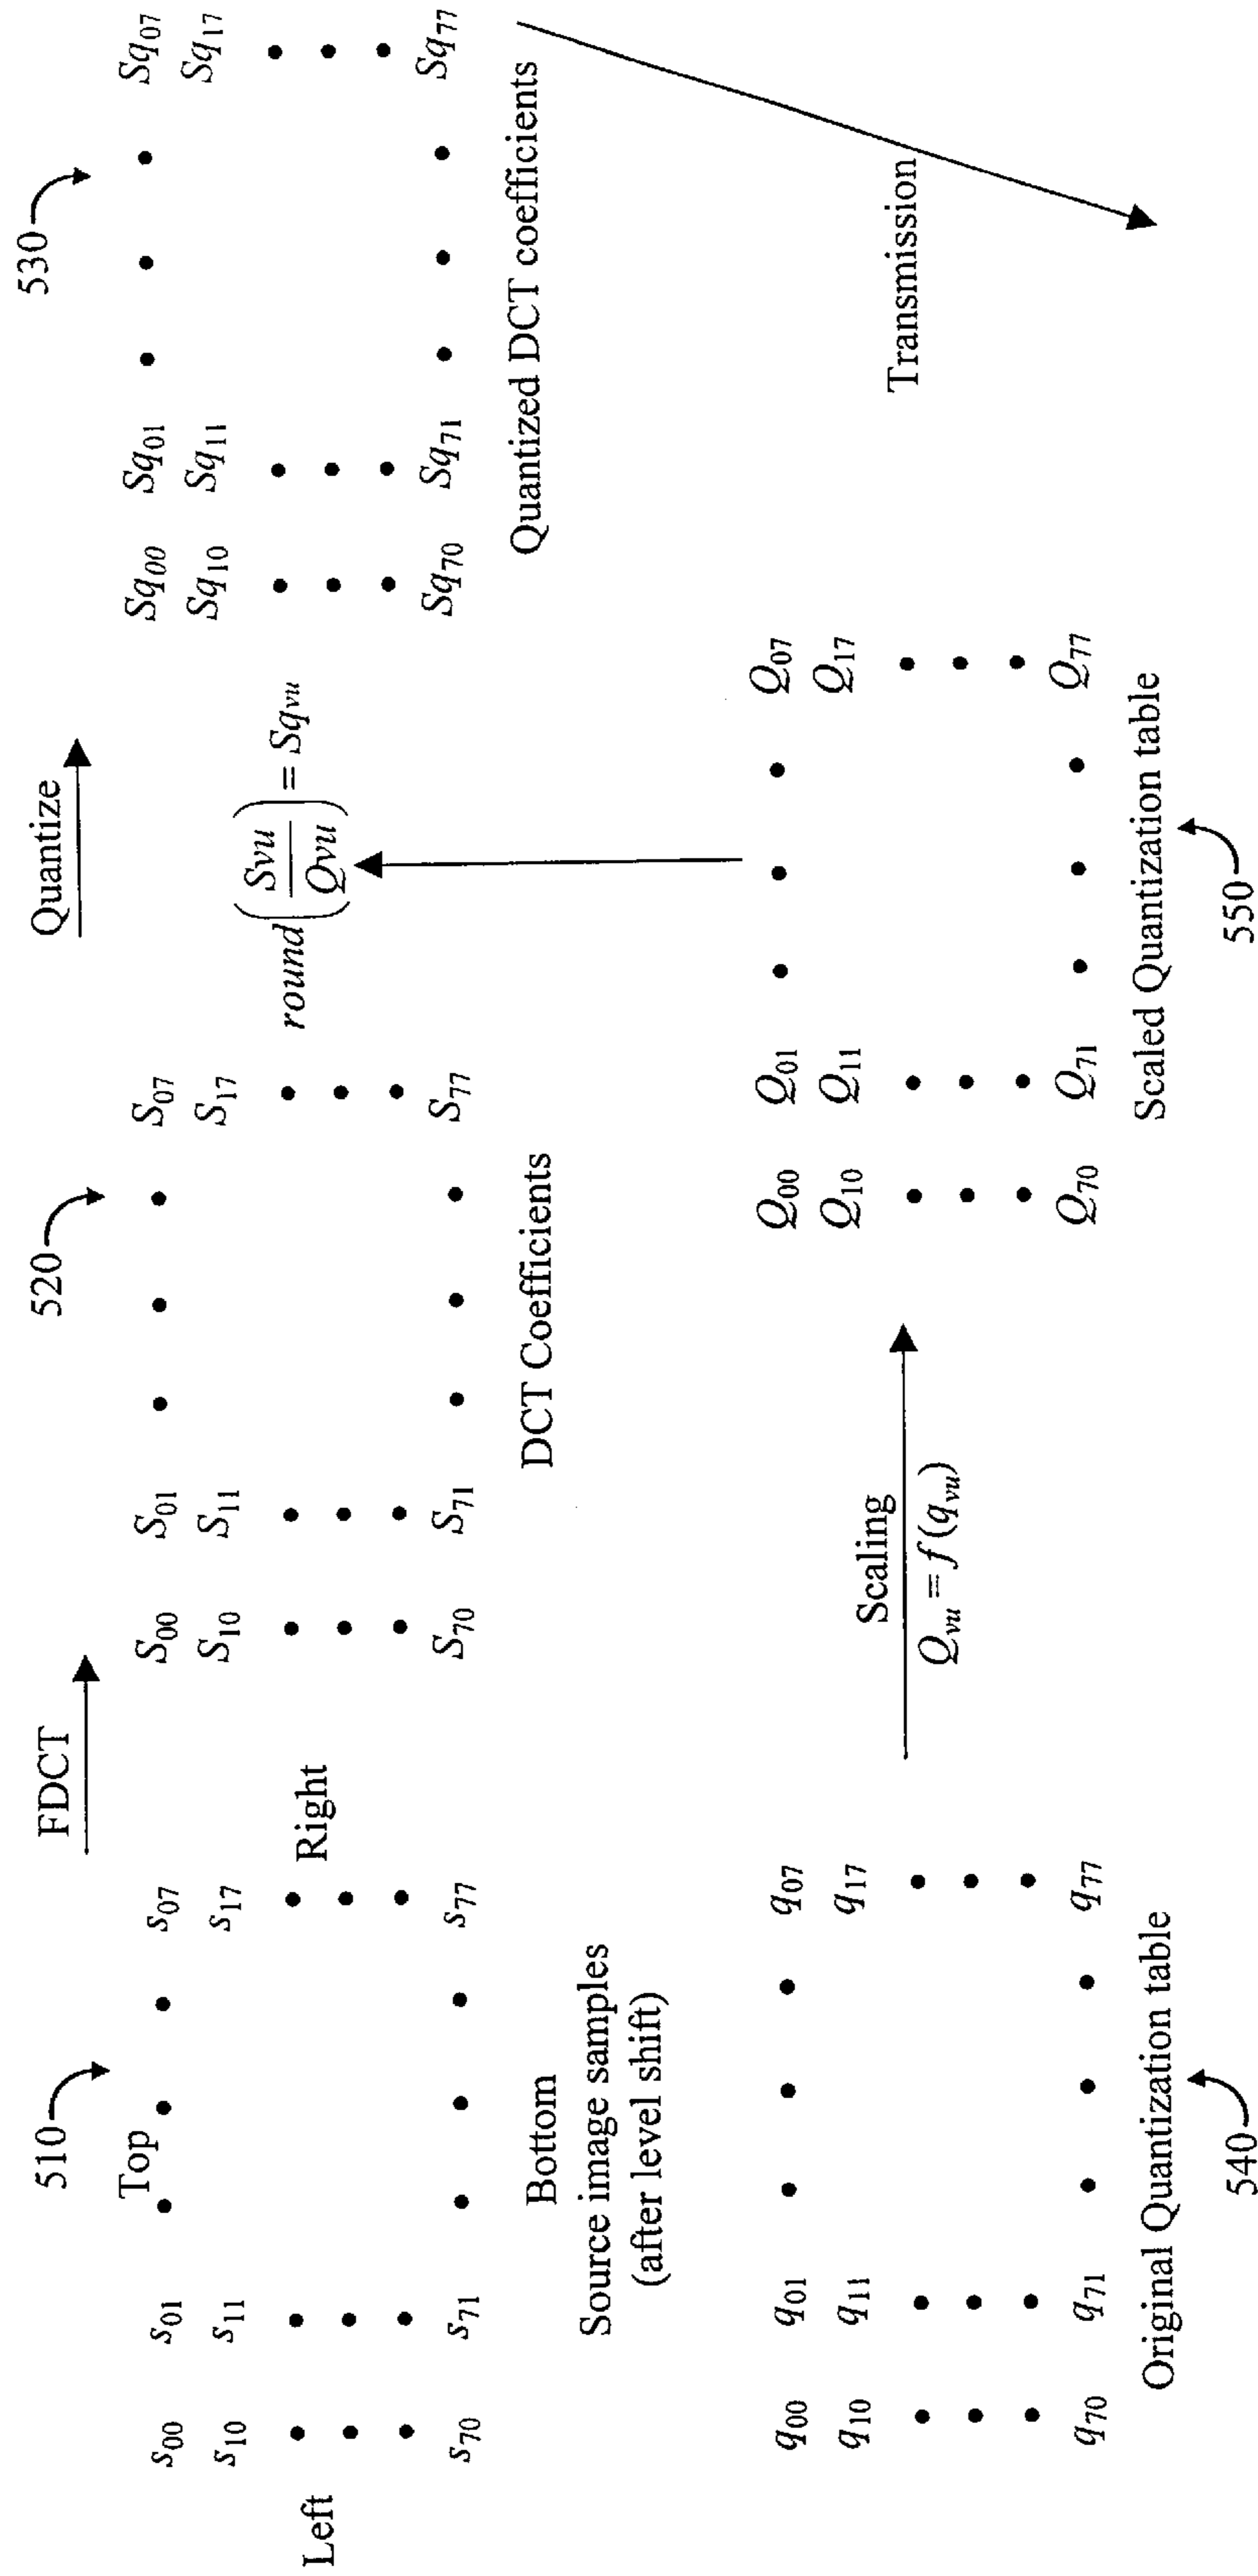 510
Top
Left
s00 s01 • • • s07
s10 s11 s17
• • •
• • •
• • •
s70 s71 • • • s77
Right
Bottom
Source image samples
(after level shift)
FDCT
520
S00 S01 • • • S07
S10 S11 S17
• • •
• • •
• • •
S70 S71 • • • S77
DCT Coefficients
Quantize
round(Svu/Qvu) = Sqvu
530
Sq00 Sq01 • • • Sq07
Sq10 Sq11 Sq17
• • •
• • •
• • •
Sq70 Sq71 • • • Sq77
Quantized DCT coefficients
Transmission
q00 q01 • • • q07
q10 q11 q17
• • •
• • •
• • •
q70 q71 • • • q77
Original Quantization table
540
Scaling
Qvu = f(qvu)
Q00 Q01 • • • Q07
Q10 Q11 Q17
• • •
• • •
• • •
Q70 Q71 • • • Q77
Scaled Quantization table
550